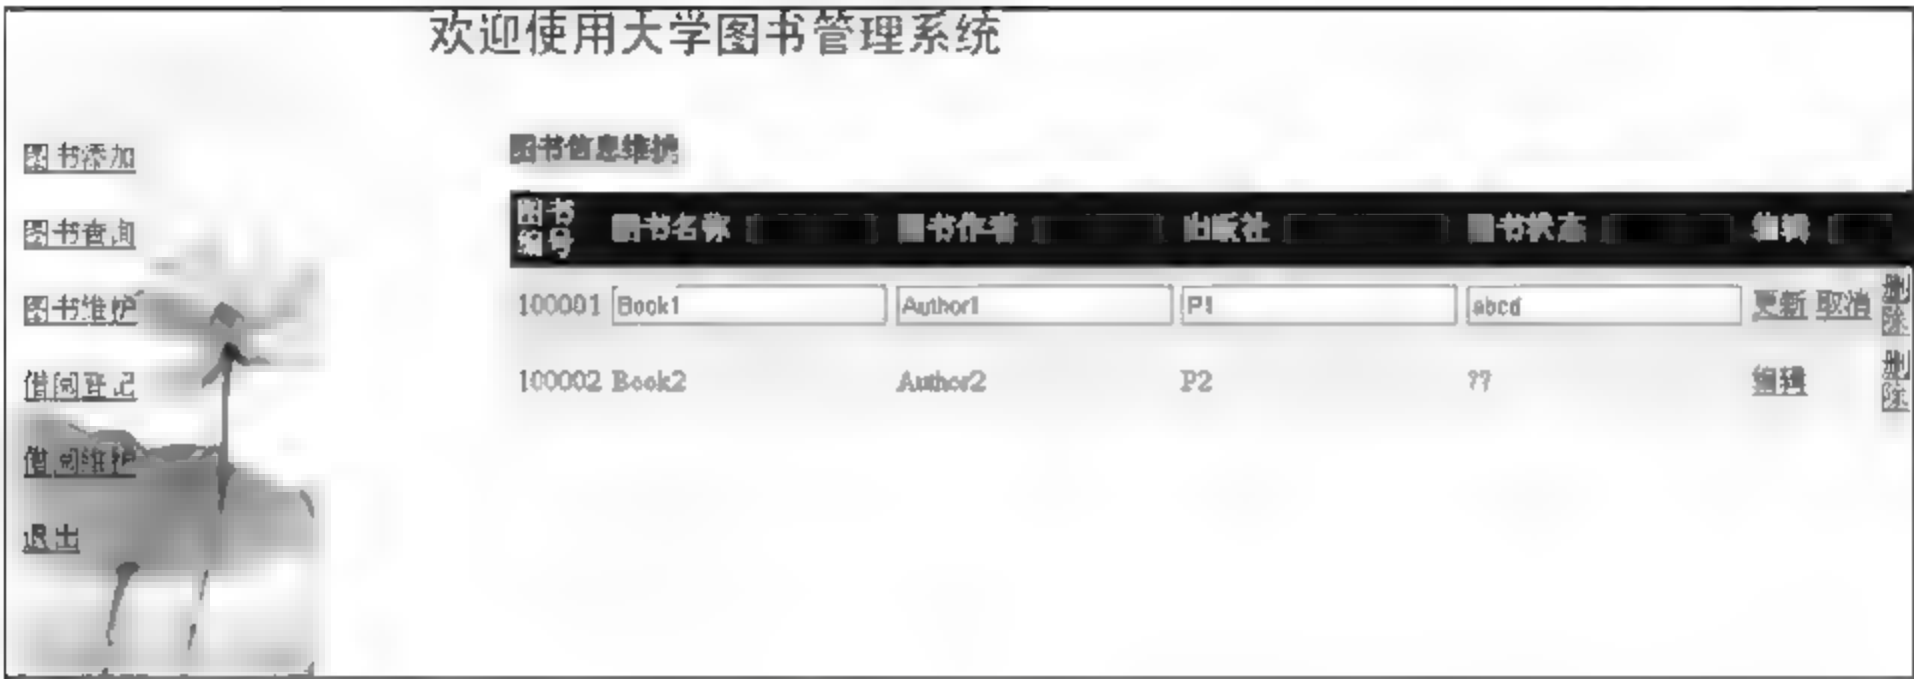 欢迎使用大学图书管理系统
图书添加
图书查询
图书维护
借阅登记
借阅维护
退出
图书信息维护
图书编号 图书名称 图书作者 出版社 图书状态 编辑
100001 Book1 Author1 P1 abcd 更新 取消 删除
100002 Book2 Author2 P2 ?? 编辑 删除